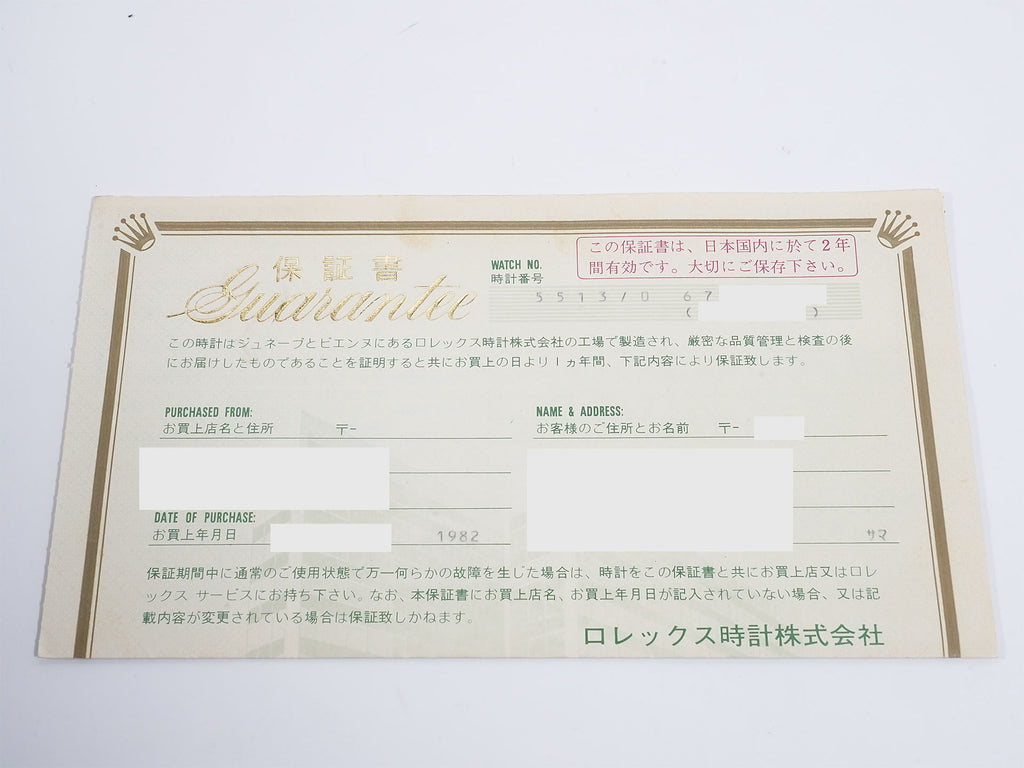 保証書
Guarantee
WATCH NO.
時計番号
この保証書は、日本国内に於て2年
間有効です。大切にご保存下さい。
5513/0 67
( )
この時計はジュネーブとビエンヌにあるロレックス時計株式会社の工場で製造され、厳密な品質管理と検査の後
にお届けしたものであることを証明すると共にお買上の日より1ヵ年間、下記内容により保証致します。
PURCHASED FROM:
お買上店名と住所 〒-
NAME & ADDRESS:
お客様のご住所とお名前 〒-
DATE OF PURCHASE:
お買上年月日 1982
サマ
保証期間中に通常のご使用状態で万一何らかの故障を生じた場合は、時計をこの保証書と共にお買上店又はロレ
ックス サービスにお持ち下さい。なお、本保証書にお買上店名、お買上年月日が記入されていない場合、又は記
載内容が変更されている場合は保証致しかねます。
ロレックス時計株式会社